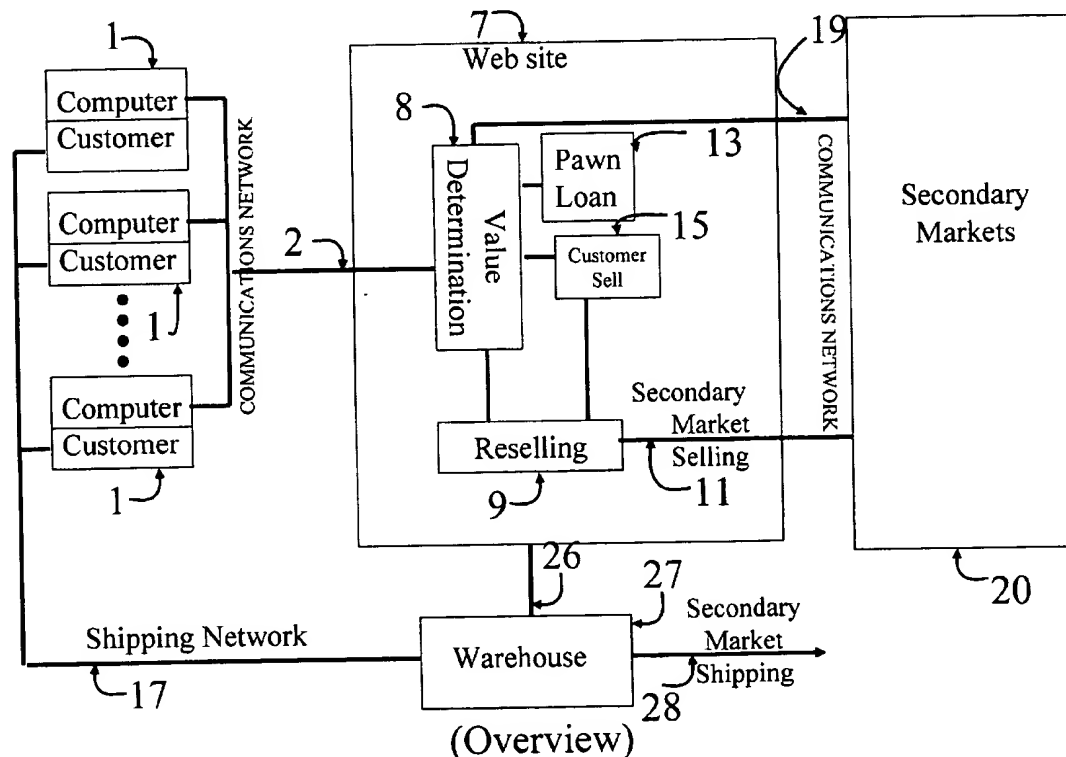 1
Computer
Customer
Computer
Customer
1
Computer
Customer
1
COMMUNICATIONS NETWORK
2
7
Web site
8
Value
Determination
Pawn
Loan
13
15
Customer
Sell
Reselling
9
Secondary
Market
Selling
11
19
COMMUNICATIONS NETWORK
Secondary
Markets
20
26
27
Warehouse
Shipping Network
17
Secondary
Market
Shipping
28
(Overview)